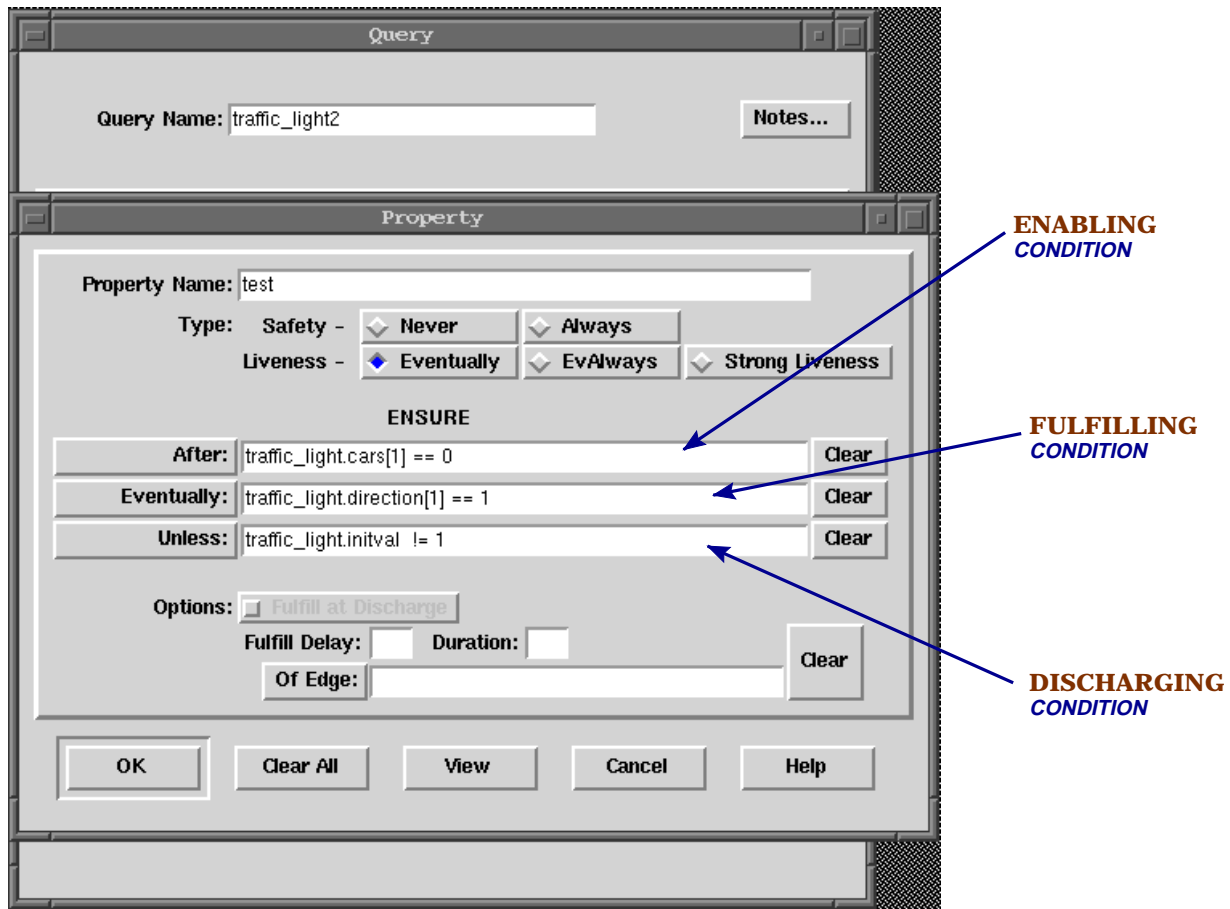 Query
Query Name: traffic_light2 Notes...
Property
ENABLING
CONDITION
Property Name: test
Type: Safety - Never Always
Liveness - Eventually EvAlways Strong Liveness
ENSURE
After: traffic_light.cars[1] == 0 Clear
FULFILLING
CONDITION
Eventually: traffic_light.direction[1] == 1 Clear
Unless: traffic_light.initval != 1 Clear
Options: Fulfill at Discharge
Fulfill Delay: Duration:
Of Edge: Clear
DISCHARGING
CONDITION
OK Clear All View Cancel Help